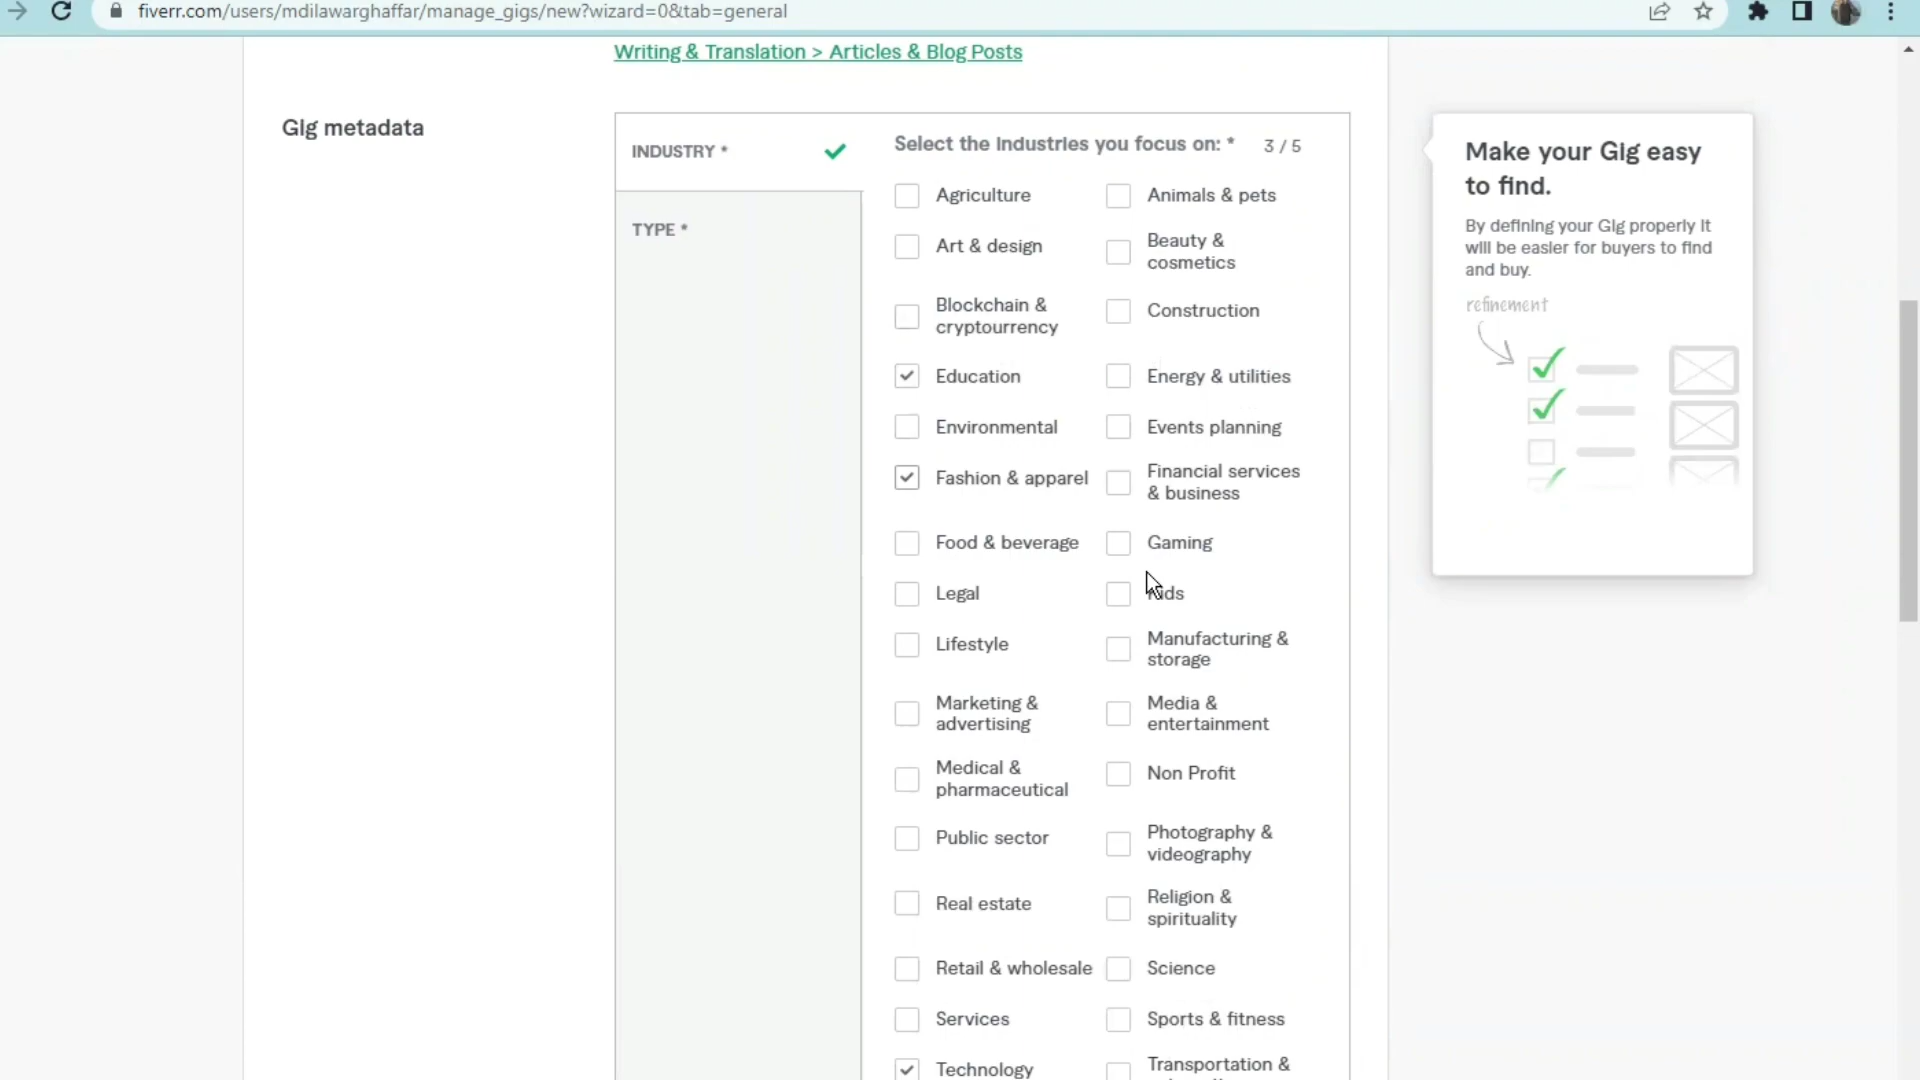 fiverr.com/users/mdilawarghaffar/manage_gigs/new?wizard=0&tab=general
Writing & Translation > Articles & Blog Posts
Gig metadata
INDUSTRY *
TYPE *
Select the industries you focus on: * 3 / 5
Agriculture
Animals & pets
Art & design
Beauty &
cosmetics
Blockchain &
cryptourrency
Construction
Education
Energy & utilities
Environmental
Events planning
Fashion & apparel
Financial services
& business
Food & beverage
Gaming
Legal
Kids
Lifestyle
Manufacturing &
storage
Marketing &
advertising
Media &
entertainment
Medical &
pharmaceutical
Non Profit
Public sector
Photography &
videography
Real estate
Religion &
spirituality
Retail & wholesale
Science
Services
Sports & fitness
Technology
Transportation &
Make your Gig easy
to find.
By defining your Gig properly it
will be easier for buyers to find
and buy.
refinement